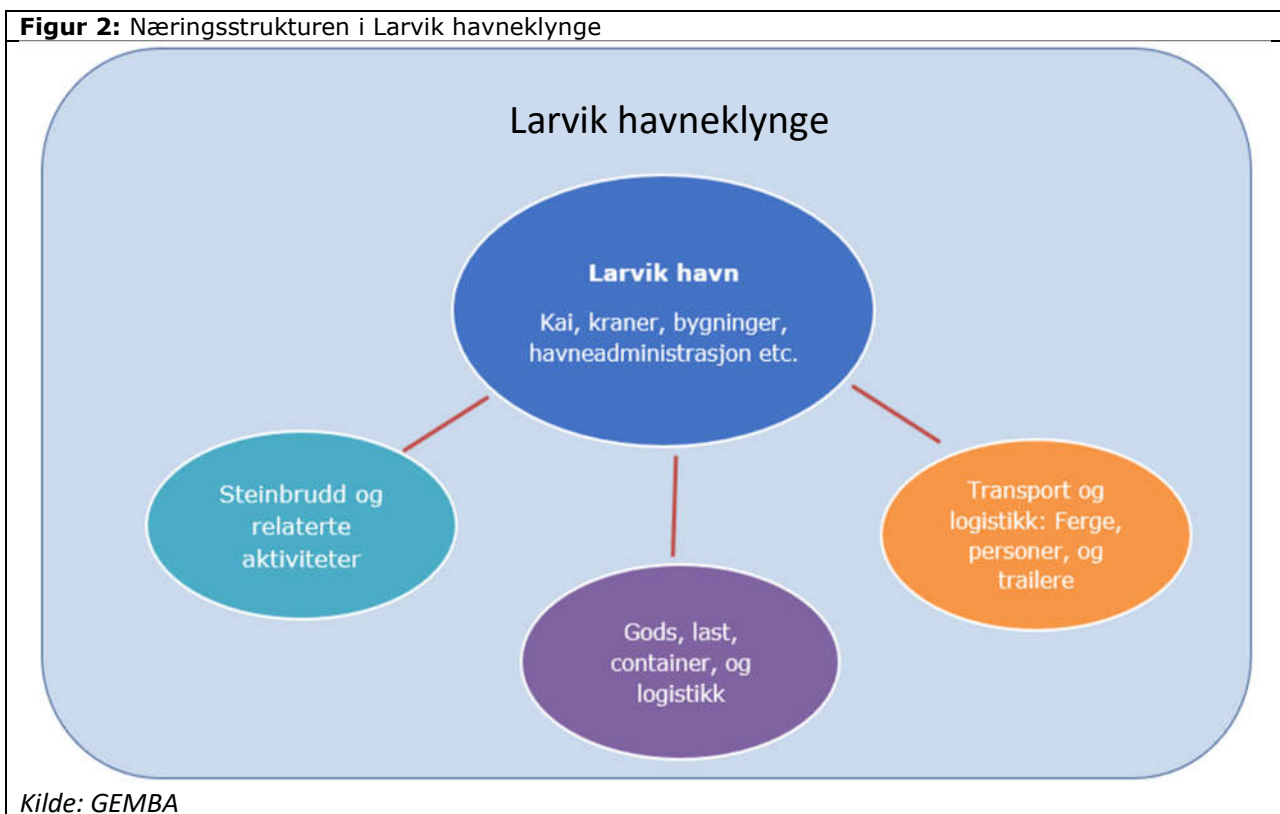 Figur 2: Næringsstrukturen i Larvik havneklynge
Larvik havneklynge
Larvik havn
Kai, kraner, bygninger,
havneadministrasjon etc.
Steinbrudd og
relaterte
aktiviteter
Gods, last,
container, og
logistikk
Transport og
logistikk: Ferge,
personer, og
trailere
Kilde: GEMBA